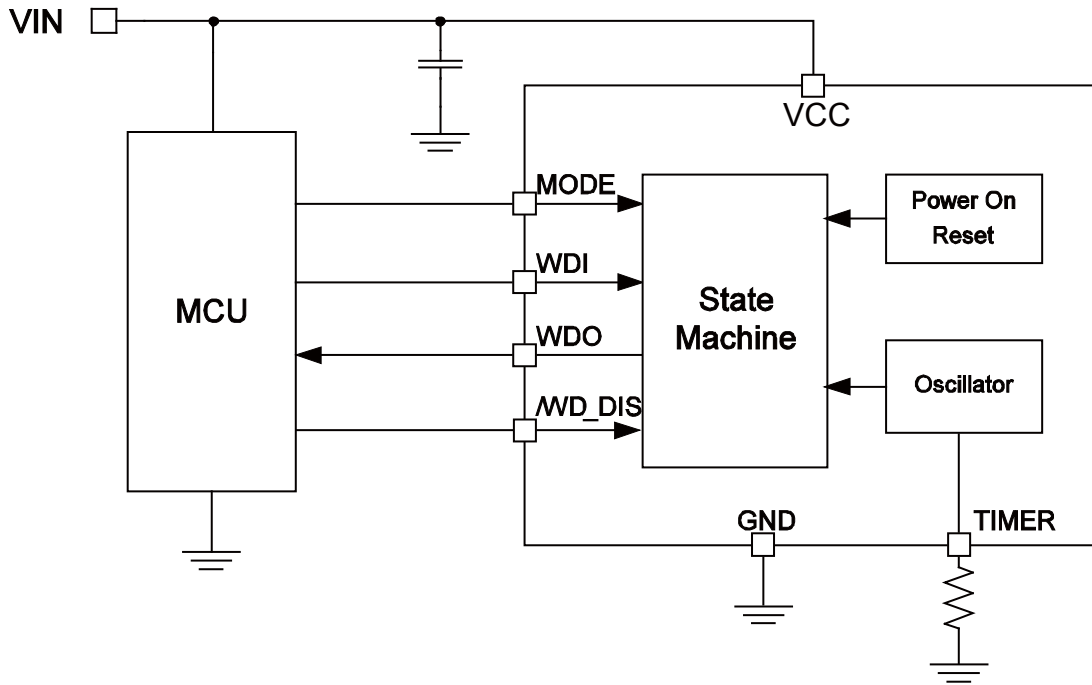 VIN
VCC
MODE
Power On
Reset
WDI
State
Machine
MCU
WDO
Oscillator
/WD_DIS
GND
TIMER